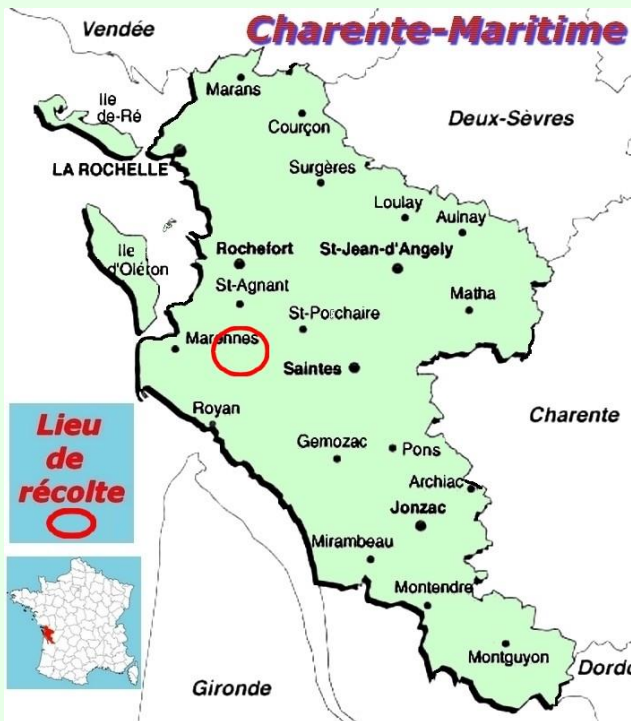 Charente-Maritime
Vendée
Marans
Ile
de-Ré
Courçon
Deux-Sèvres
LA ROCHELLE
Surgères
Loulay
Aulnay
Ile
d'Oléron
Rochefort
St-Jean-d'Angely
St-Agnant
Matha
St-Porchaire
Marennes
Saintes
Royan
Charente
Lieu
de
récolte
Gemozac
Pons
Archiac
Jonzac
Mirambeau
Montendre
Montguyon
Dordo
Gironde